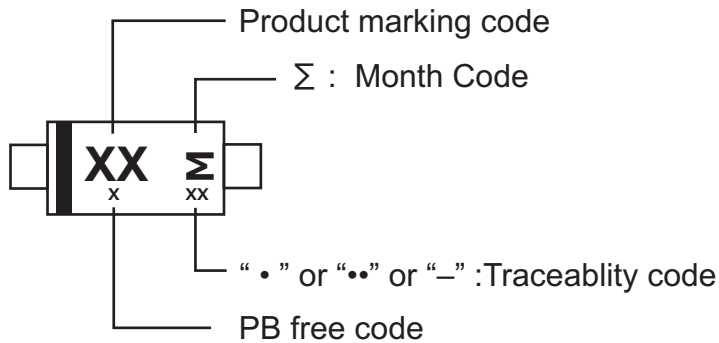 Product marking code
∑ : Month Code
XX Σ
x xx
“ • ” or “••” or “–” :Traceablity code
PB free code